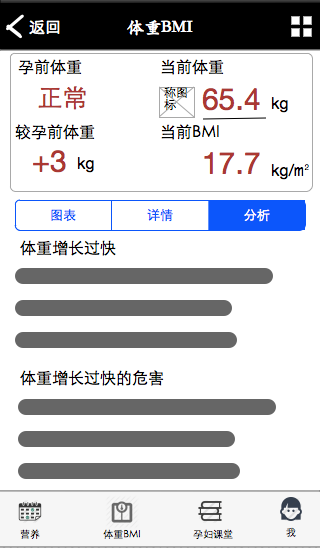 返回 体重BMI
孕前体重 当前体重
正常 称图标 65.4 kg
较孕前体重 当前BMI
+3 kg 17.7 kg/m²
图表 详情 分析
体重增长过快
体重增长过快的危害
营养 体重BMI 孕妇课堂 我